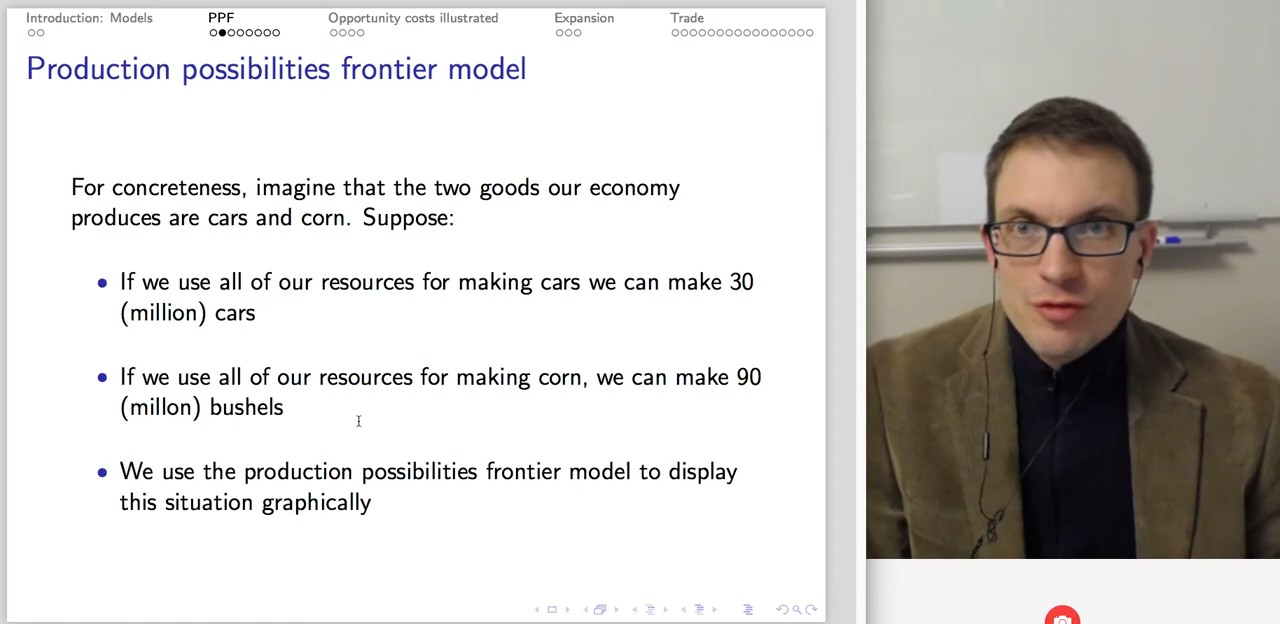 Introduction: Models PPF Opportunity costs illustrated Expansion Trade
Production possibilities frontier model
For concreteness, imagine that the two goods our economy
produces are cars and corn. Suppose:
If we use all of our resources for making cars we can make 30
(million) cars
If we use all of our resources for making corn, we can make 90
(millon) bushels
We use the production possibilities frontier model to display
this situation graphically